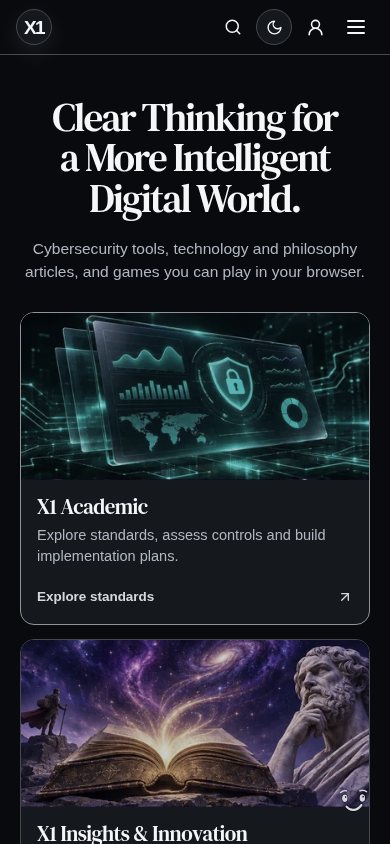 X1
Clear Thinking for
a More Intelligent
Digital World.
Cybersecurity tools, technology and philosophy
articles, and games you can play in your browser.
X1 Academic
Explore standards, assess controls and build
implementation plans.
Explore standards
X1 Insights & Innovation